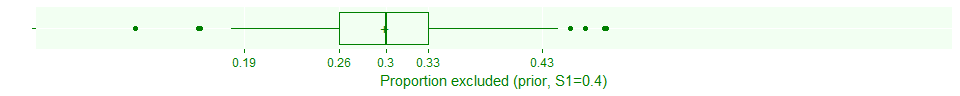 0.19 0.26 0.3 0.33 0.43
Proportion excluded (prior, S1=0.4)